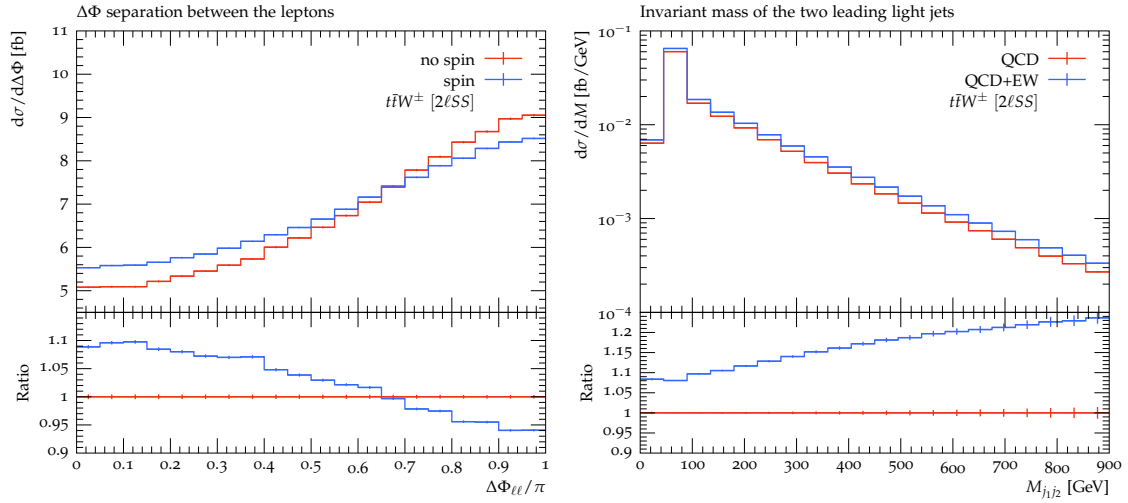 ΔΦ separation between the leptons
dσ/dΔΦ [fb]
11
10
9
8
7
6
5
no spin
spin
tt̄W± [2ℓSS]
Ratio
1.1
1.05
1
0.95
0.9
0 0.1 0.2 0.3 0.4 0.5 0.6 0.7 0.8 0.9 1
ΔΦℓℓ/π
Invariant mass of the two leading light jets
dσ/dM [fb/GeV]
10⁻¹
10⁻²
10⁻³
10⁻⁴
QCD
QCD+EW
tt̄W± [2ℓSS]
Ratio
1.2
1.15
1.1
1.05
1
0.95
0.9
0 100 200 300 400 500 600 700 800 900
Mj₁j₂ [GeV]